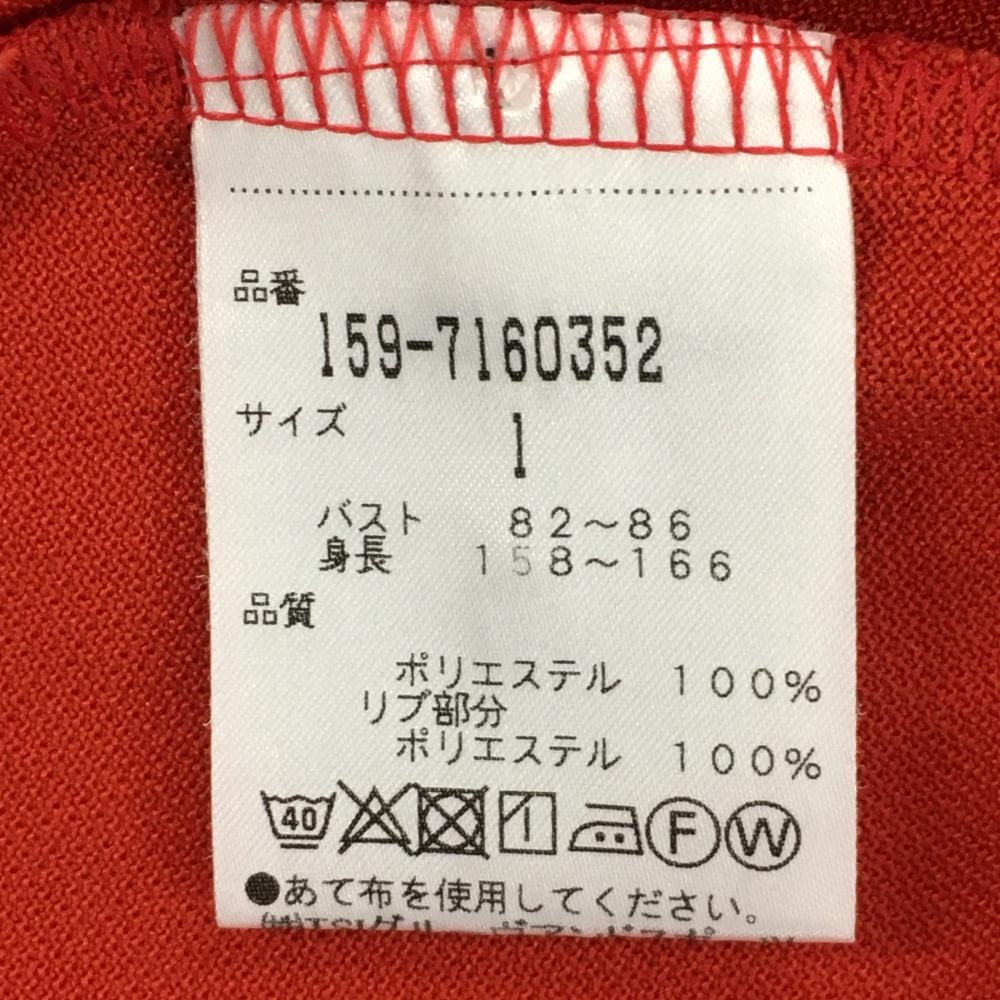 品番
159-7160352
サイズ
1
バスト 82～86
身長 158～166
品質
ポリエステル 100%
リブ部分
ポリエステル 100%
40 F W
●あて布を使用してください。